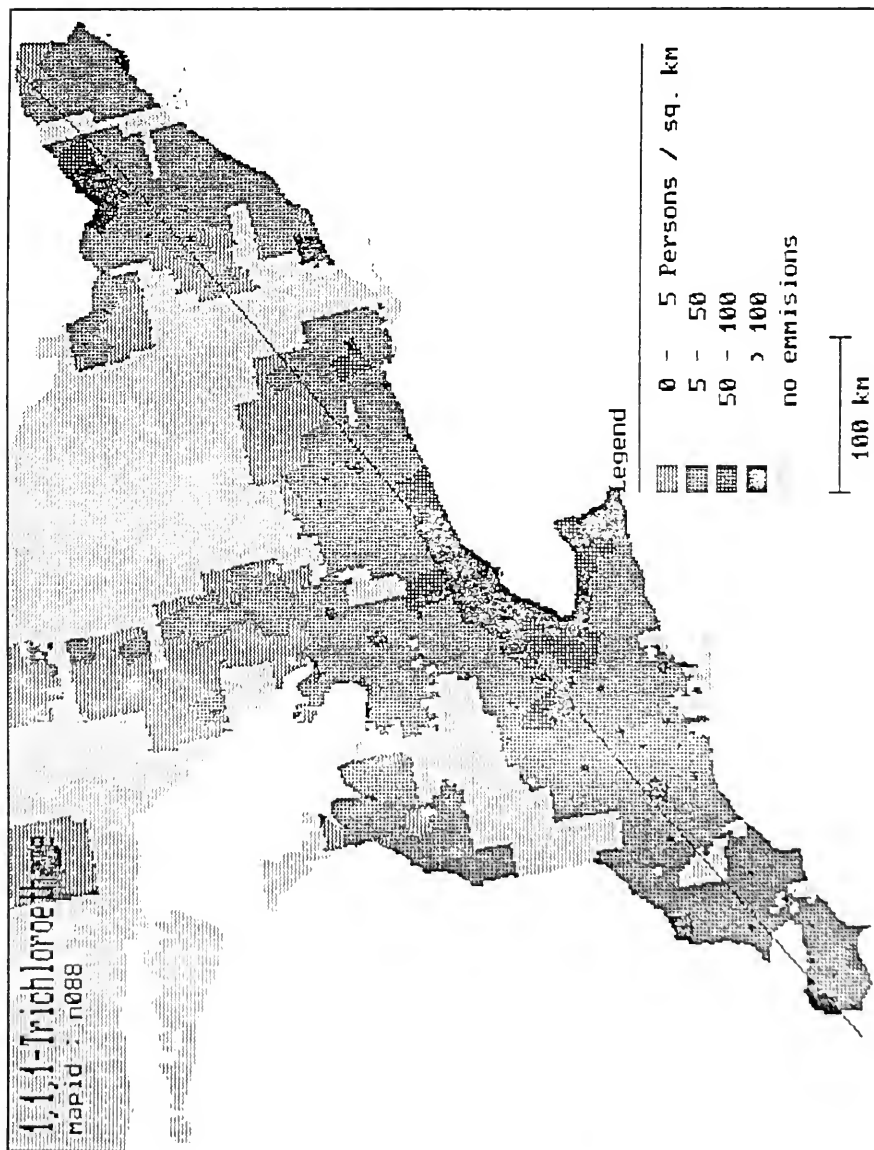 1,1,1-Trichloroethane
mapid : n088
Legend
0 - 5 Persons / sq. km
5 - 50
50 - 100
> 100
no emmisions
100 km